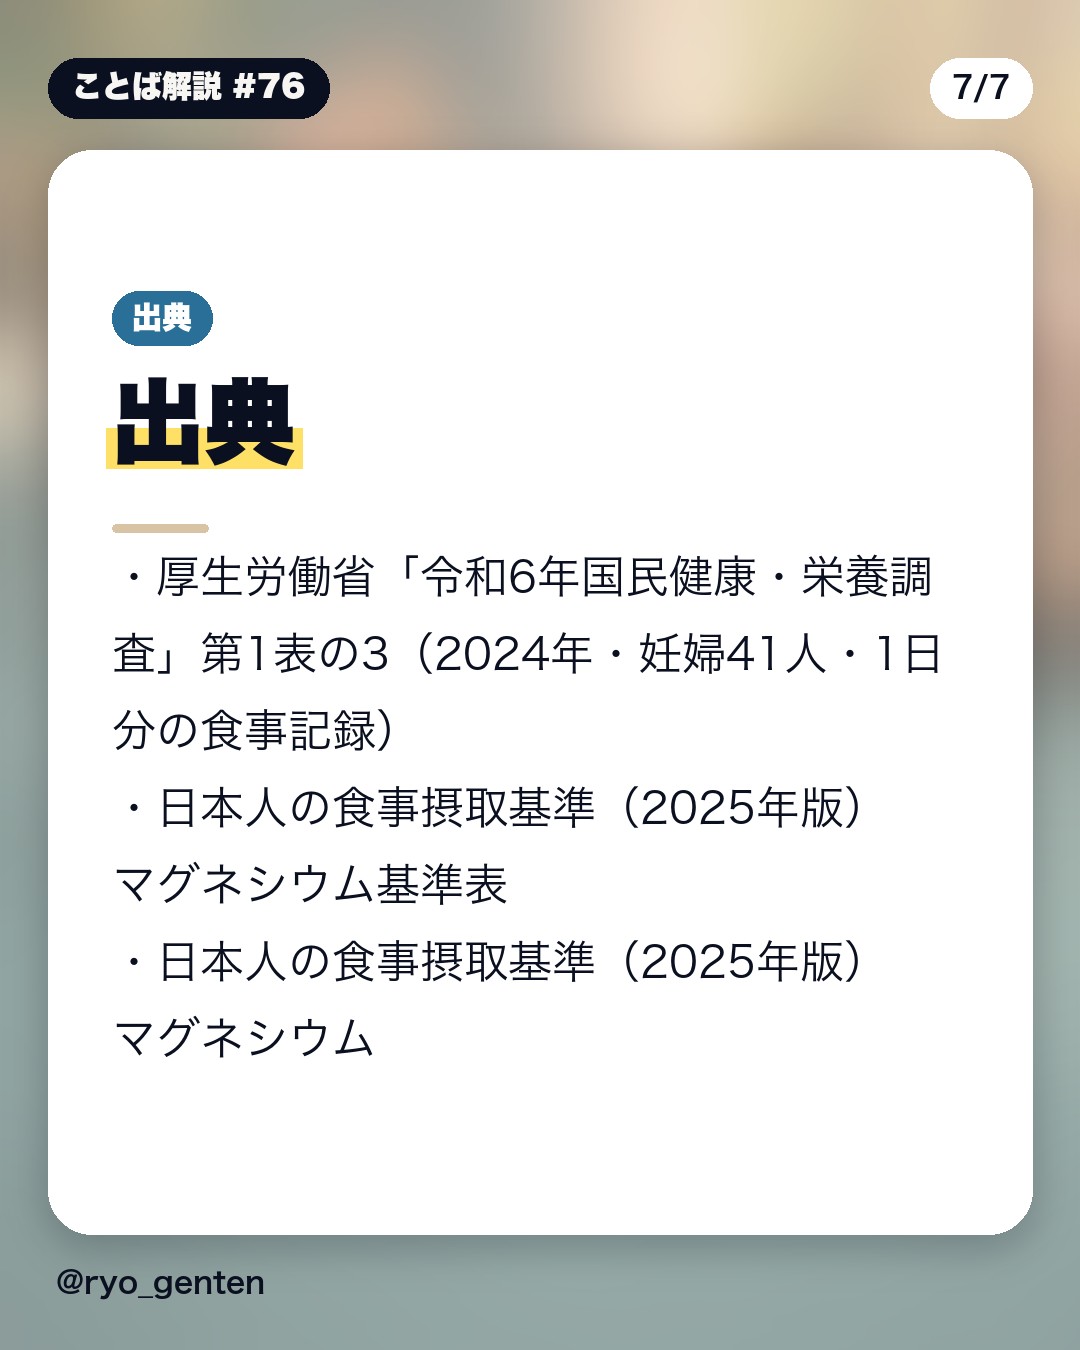 ことば解説 #76
7/7
出典
出典
・厚生労働省「令和6年国民健康・栄養調
査」第1表の3（2024年・妊婦41人・1日
分の食事記録）
・日本人の食事摂取基準（2025年版）
マグネシウム基準表
・日本人の食事摂取基準（2025年版）
マグネシウム
@ryo_genten